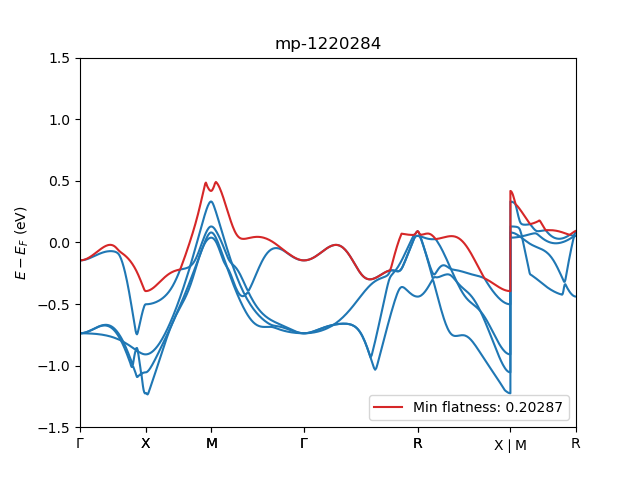 mp-1220284
E − E_F (eV)
1.5
1.0
0.5
0.0
−0.5
−1.0
−1.5
Γ X M Γ R X | M R
Min flatness: 0.20287